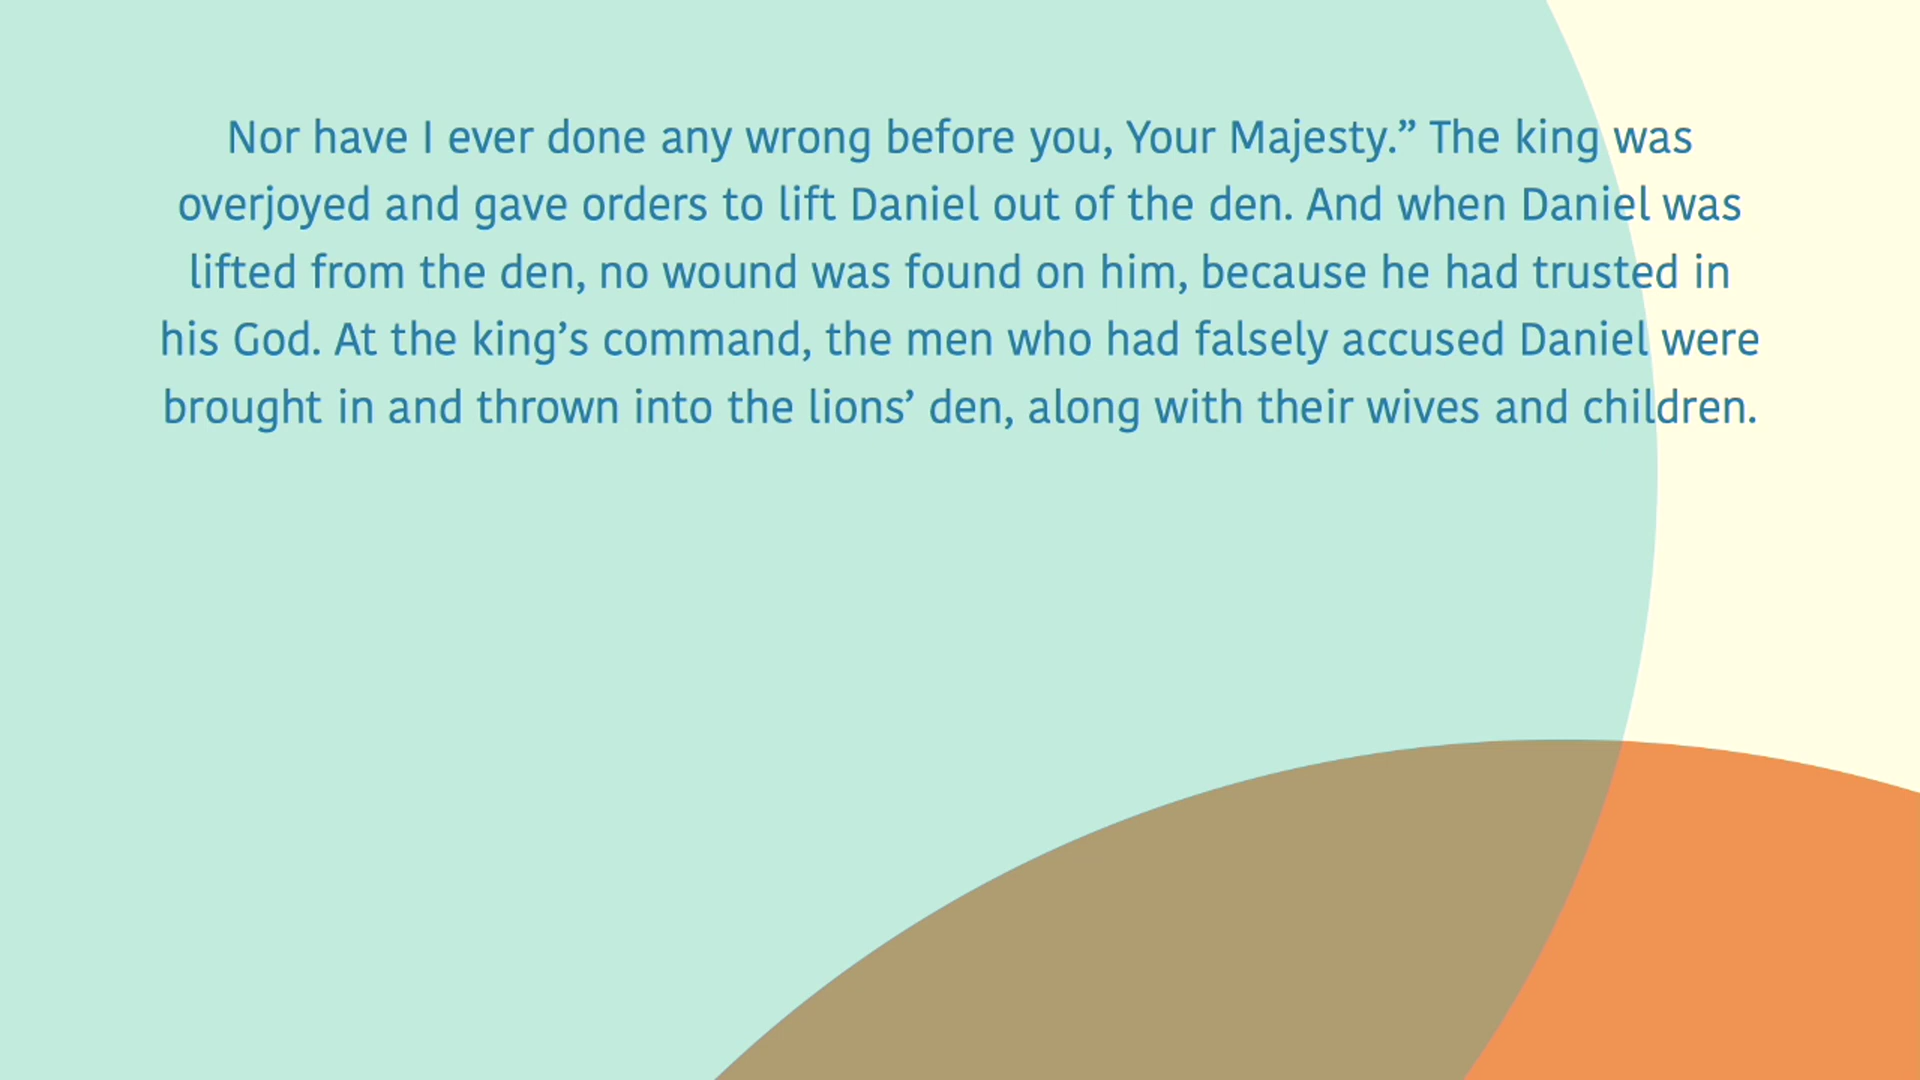 Nor have I ever done any wrong before you, Your Majesty.” The king was
overjoyed and gave orders to lift Daniel out of the den. And when Daniel was
lifted from the den, no wound was found on him, because he had trusted in
his God. At the king’s command, the men who had falsely accused Daniel were
brought in and thrown into the lions’ den, along with their wives and children.